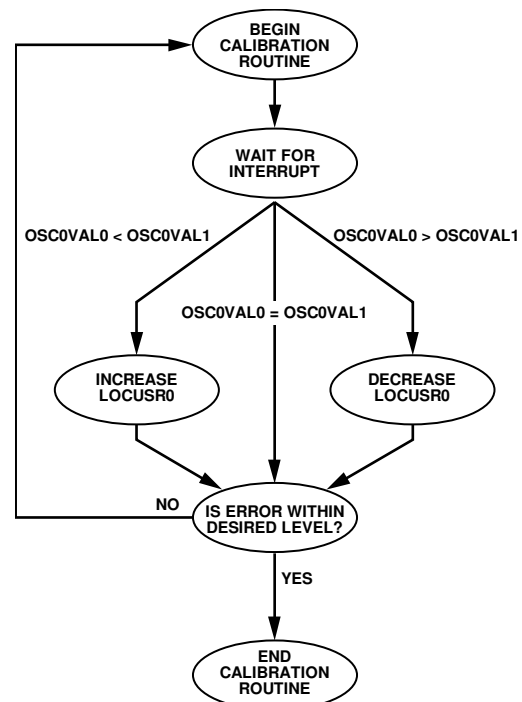 BEGIN
CALIBRATION
ROUTINE
WAIT FOR
INTERRUPT
OSC0VAL0 < OSC0VAL1
OSC0VAL0 > OSC0VAL1
OSC0VAL0 = OSC0VAL1
INCREASE
LOCUSR0
DECREASE
LOCUSR0
NO
IS ERROR WITHIN
DESIRED LEVEL?
YES
END
CALIBRATION
ROUTINE